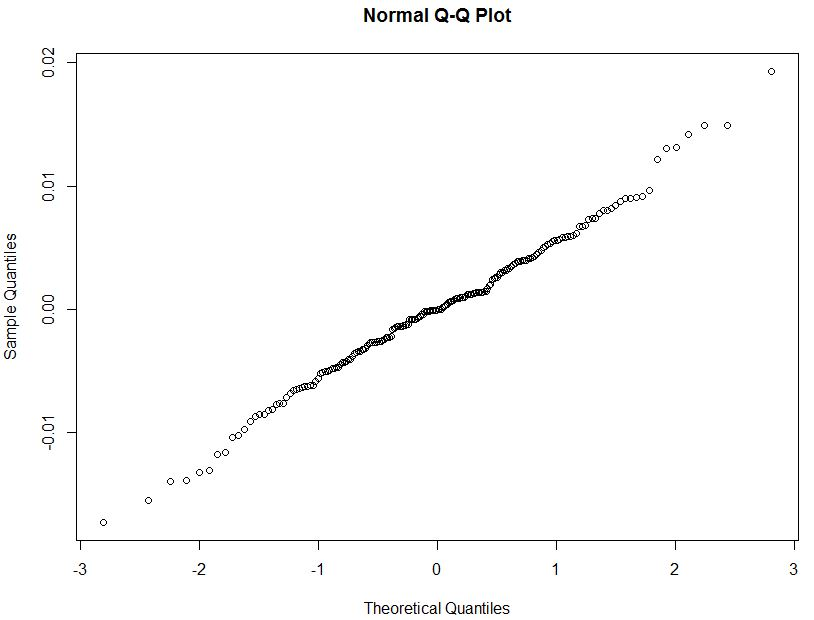 Normal Q-Q Plot
Sample Quantiles
0.02
0.01
0.00
-0.01
-3 -2 -1 0 1 2 3
Theoretical Quantiles